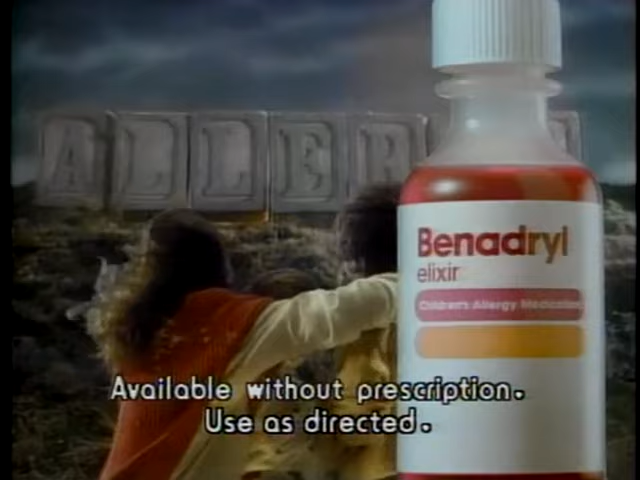 ALLER
Benadryl
elixir
Children's Allergy Medication
Available without prescription.
Use as directed.